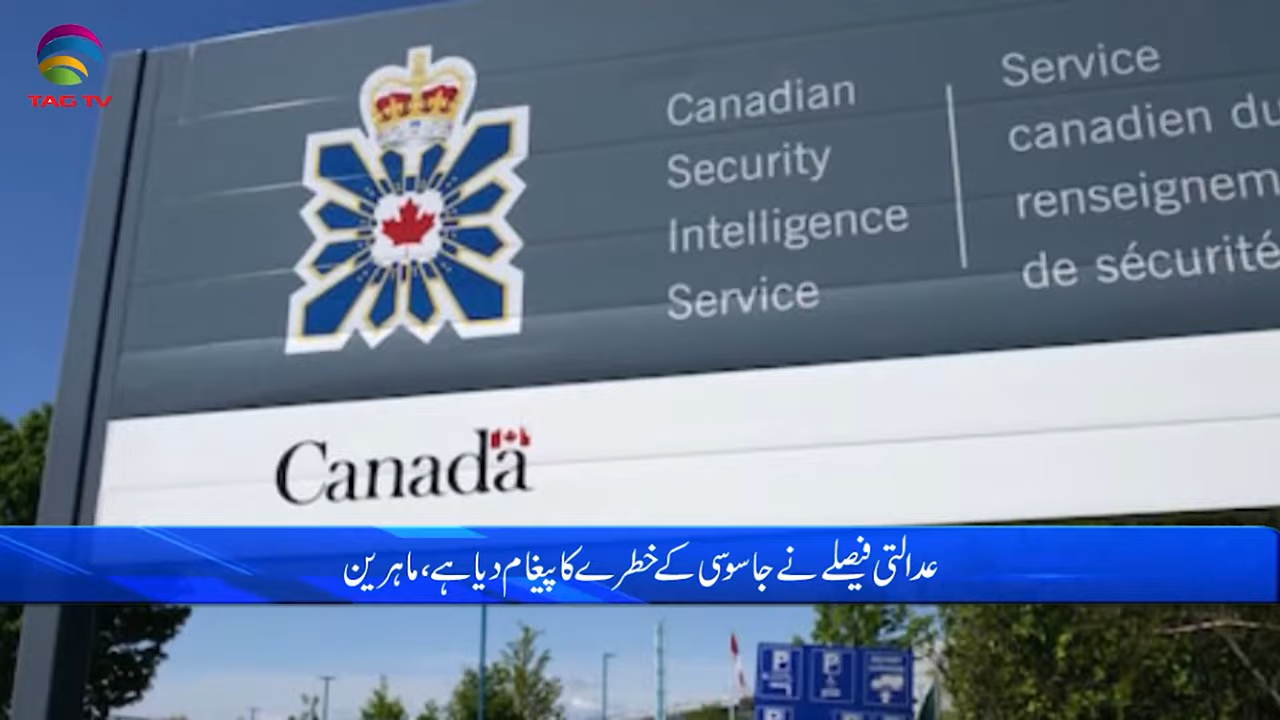 TAG TV
Canadian
Security
Intelligence
Service
Service
canadien du
renseignem
de sécurité
Canada
عدالتی فیصلے نے جاسوسی کے خطرے کا پیغام دیا ہے، ماہرین
P
P
P
P